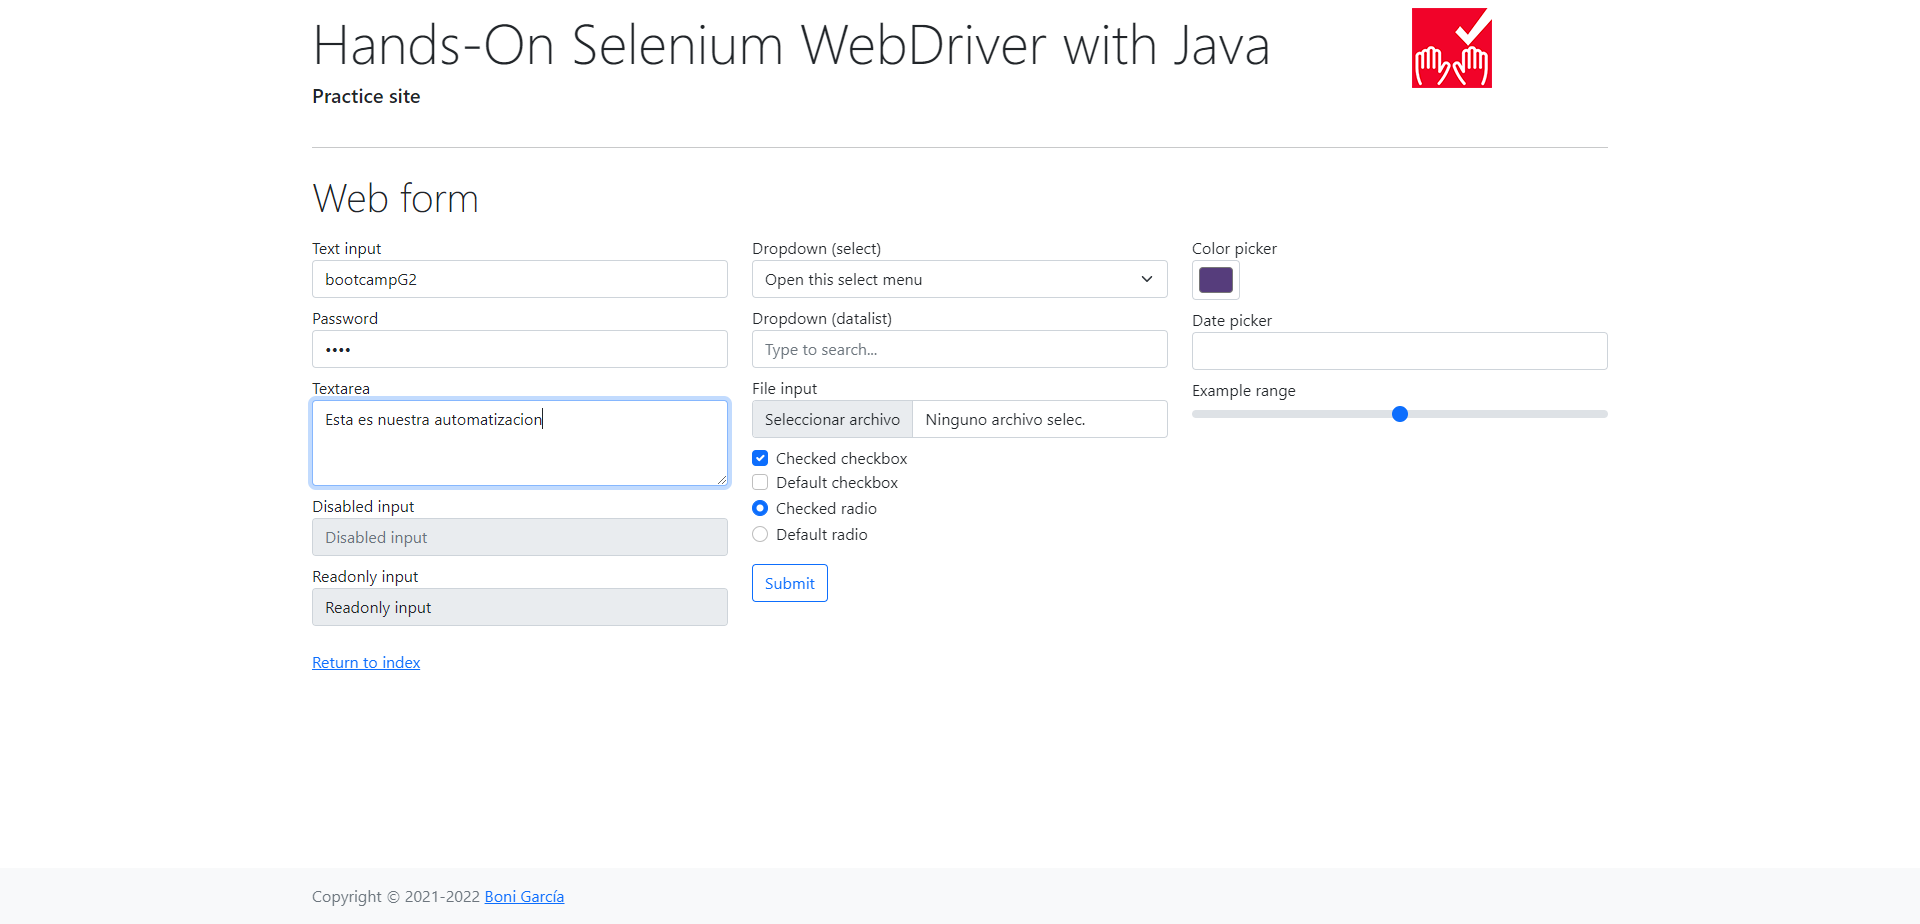 Hands-On Selenium WebDriver with Java
Practice site
Web form
Text input
bootcampG2
Password
••••
Textarea
Esta es nuestra automatizacion
Disabled input
Disabled input
Readonly input
Readonly input
Return to index
Dropdown (select)
Open this select menu
Dropdown (datalist)
Type to search...
File input
Seleccionar archivo Ninguno archivo selec.
Checked checkbox
Default checkbox
Checked radio
Default radio
Submit
Color picker
Date picker
Example range
Copyright © 2021-2022 Boni García